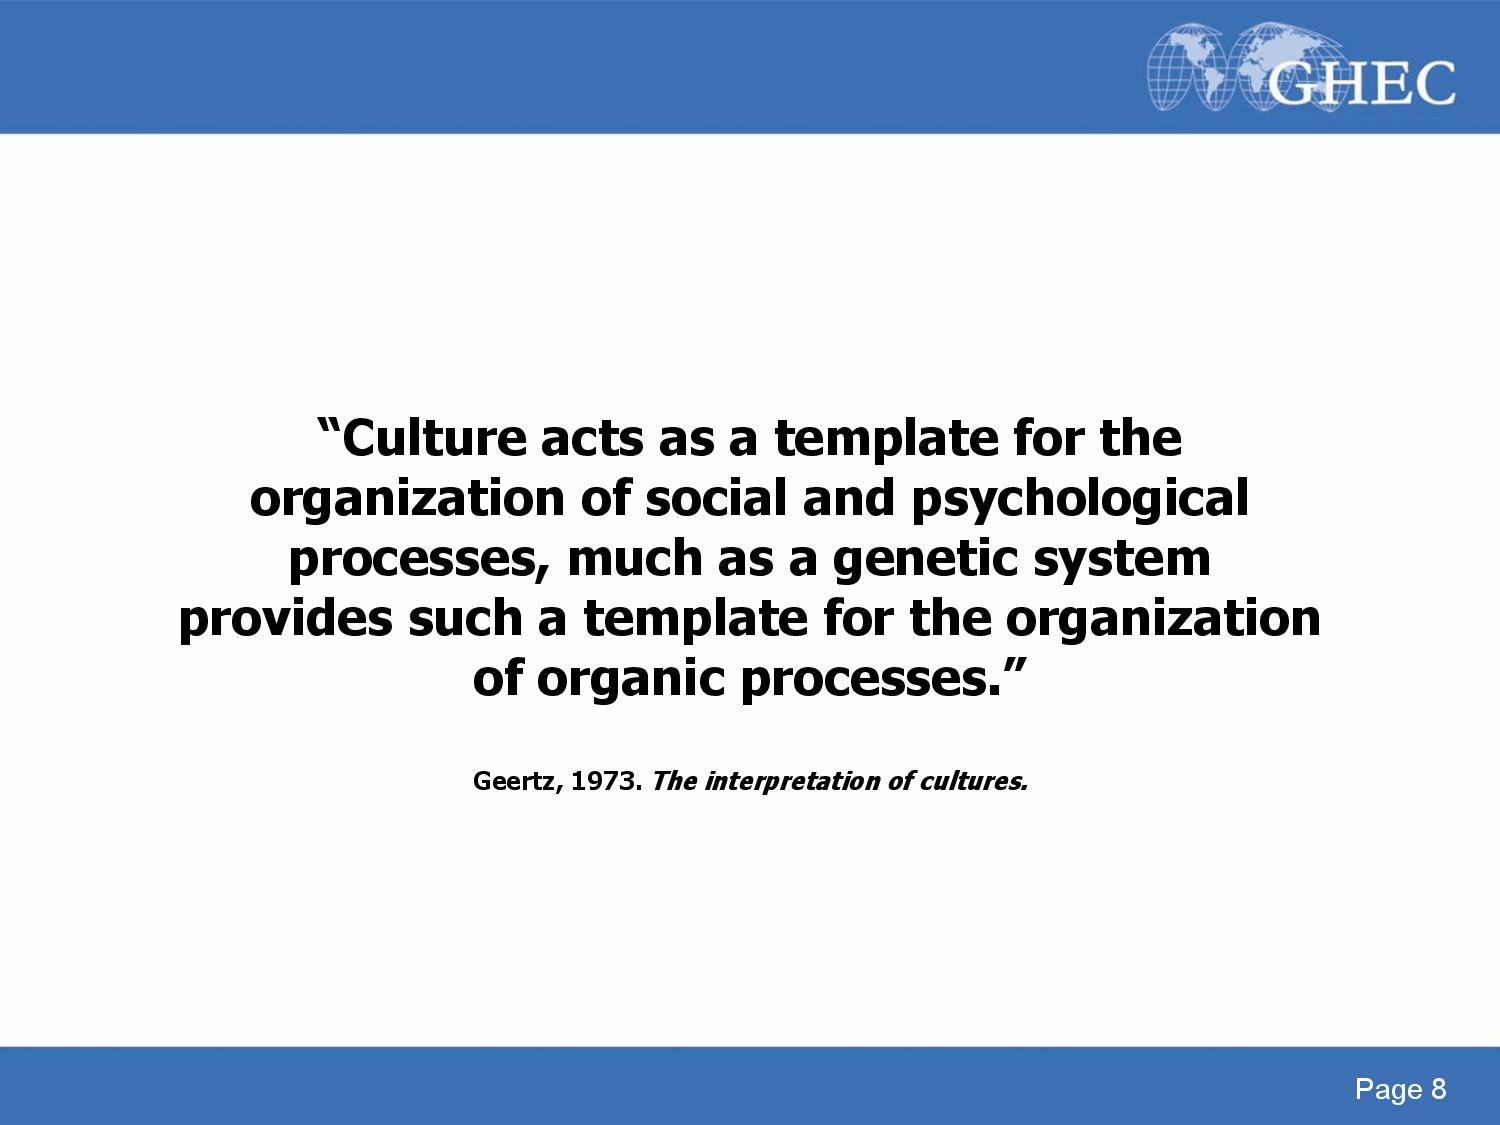 GHEC
“Culture acts as a template for the
organization of social and psychological
processes, much as a genetic system
provides such a template for the organization
of organic processes.”
Geertz, 1973. The interpretation of cultures.
Page 8